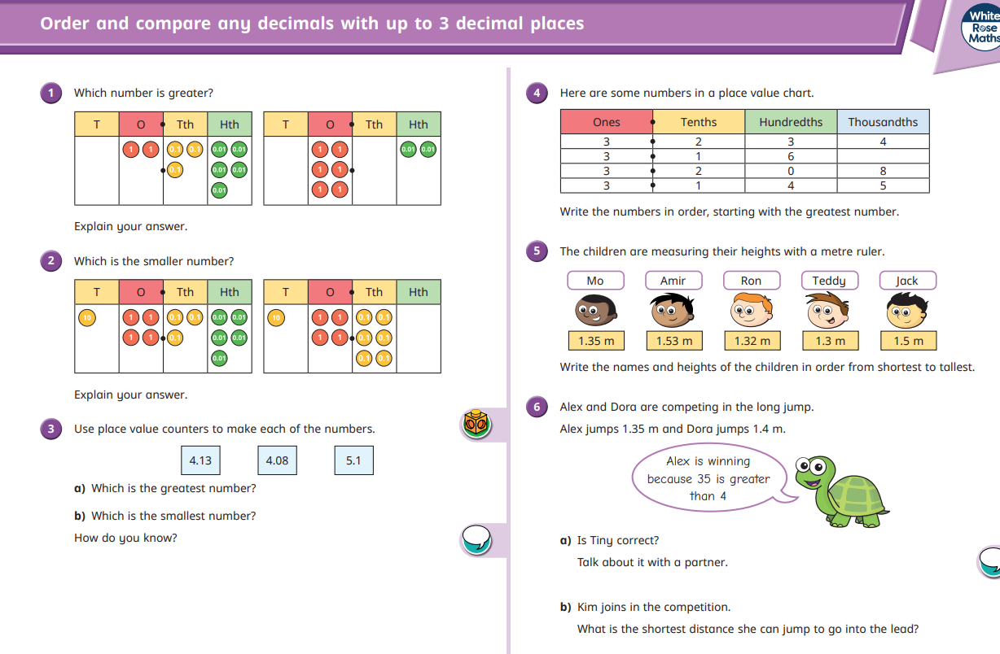 Order and compare any decimals with up to 3 decimal places
White
Rose
Maths
1 Which number is greater?
T O Tth Hth T O Tth Hth
1 1 0.1 0.1 0.01 0.01 1 1 0.01 0.01
0.1 0.01 0.01 1 1
0.01 1 1
Explain your answer.
2 Which is the smaller number?
T O Tth Hth T O Tth Hth
10 1 1 0.1 0.1 0.01 0.01 10 1 1 0.1 0.1
1 1 0.1 0.01 0.01 1 1 0.1 0.1
0.01 0.1 0.1
Explain your answer.
3 Use place value counters to make each of the numbers.
4.13 4.08 5.1
a) Which is the greatest number?
b) Which is the smallest number?
How do you know?
4 Here are some numbers in a place value chart.
Ones Tenths Hundredths Thousandths
3 2 3 4
3 1 6
3 2 0 8
3 1 4 5
Write the numbers in order, starting with the greatest number.
5 The children are measuring their heights with a metre ruler.
Mo Amir Ron Teddy Jack
1.35 m 1.53 m 1.32 m 1.3 m 1.5 m
Write the names and heights of the children in order from shortest to tallest.
6 Alex and Dora are competing in the long jump.
Alex jumps 1.35 m and Dora jumps 1.4 m.
Alex is winning
because 35 is greater
than 4
a) Is Tiny correct?
Talk about it with a partner.
b) Kim joins in the competition.
What is the shortest distance she can jump to go into the lead?